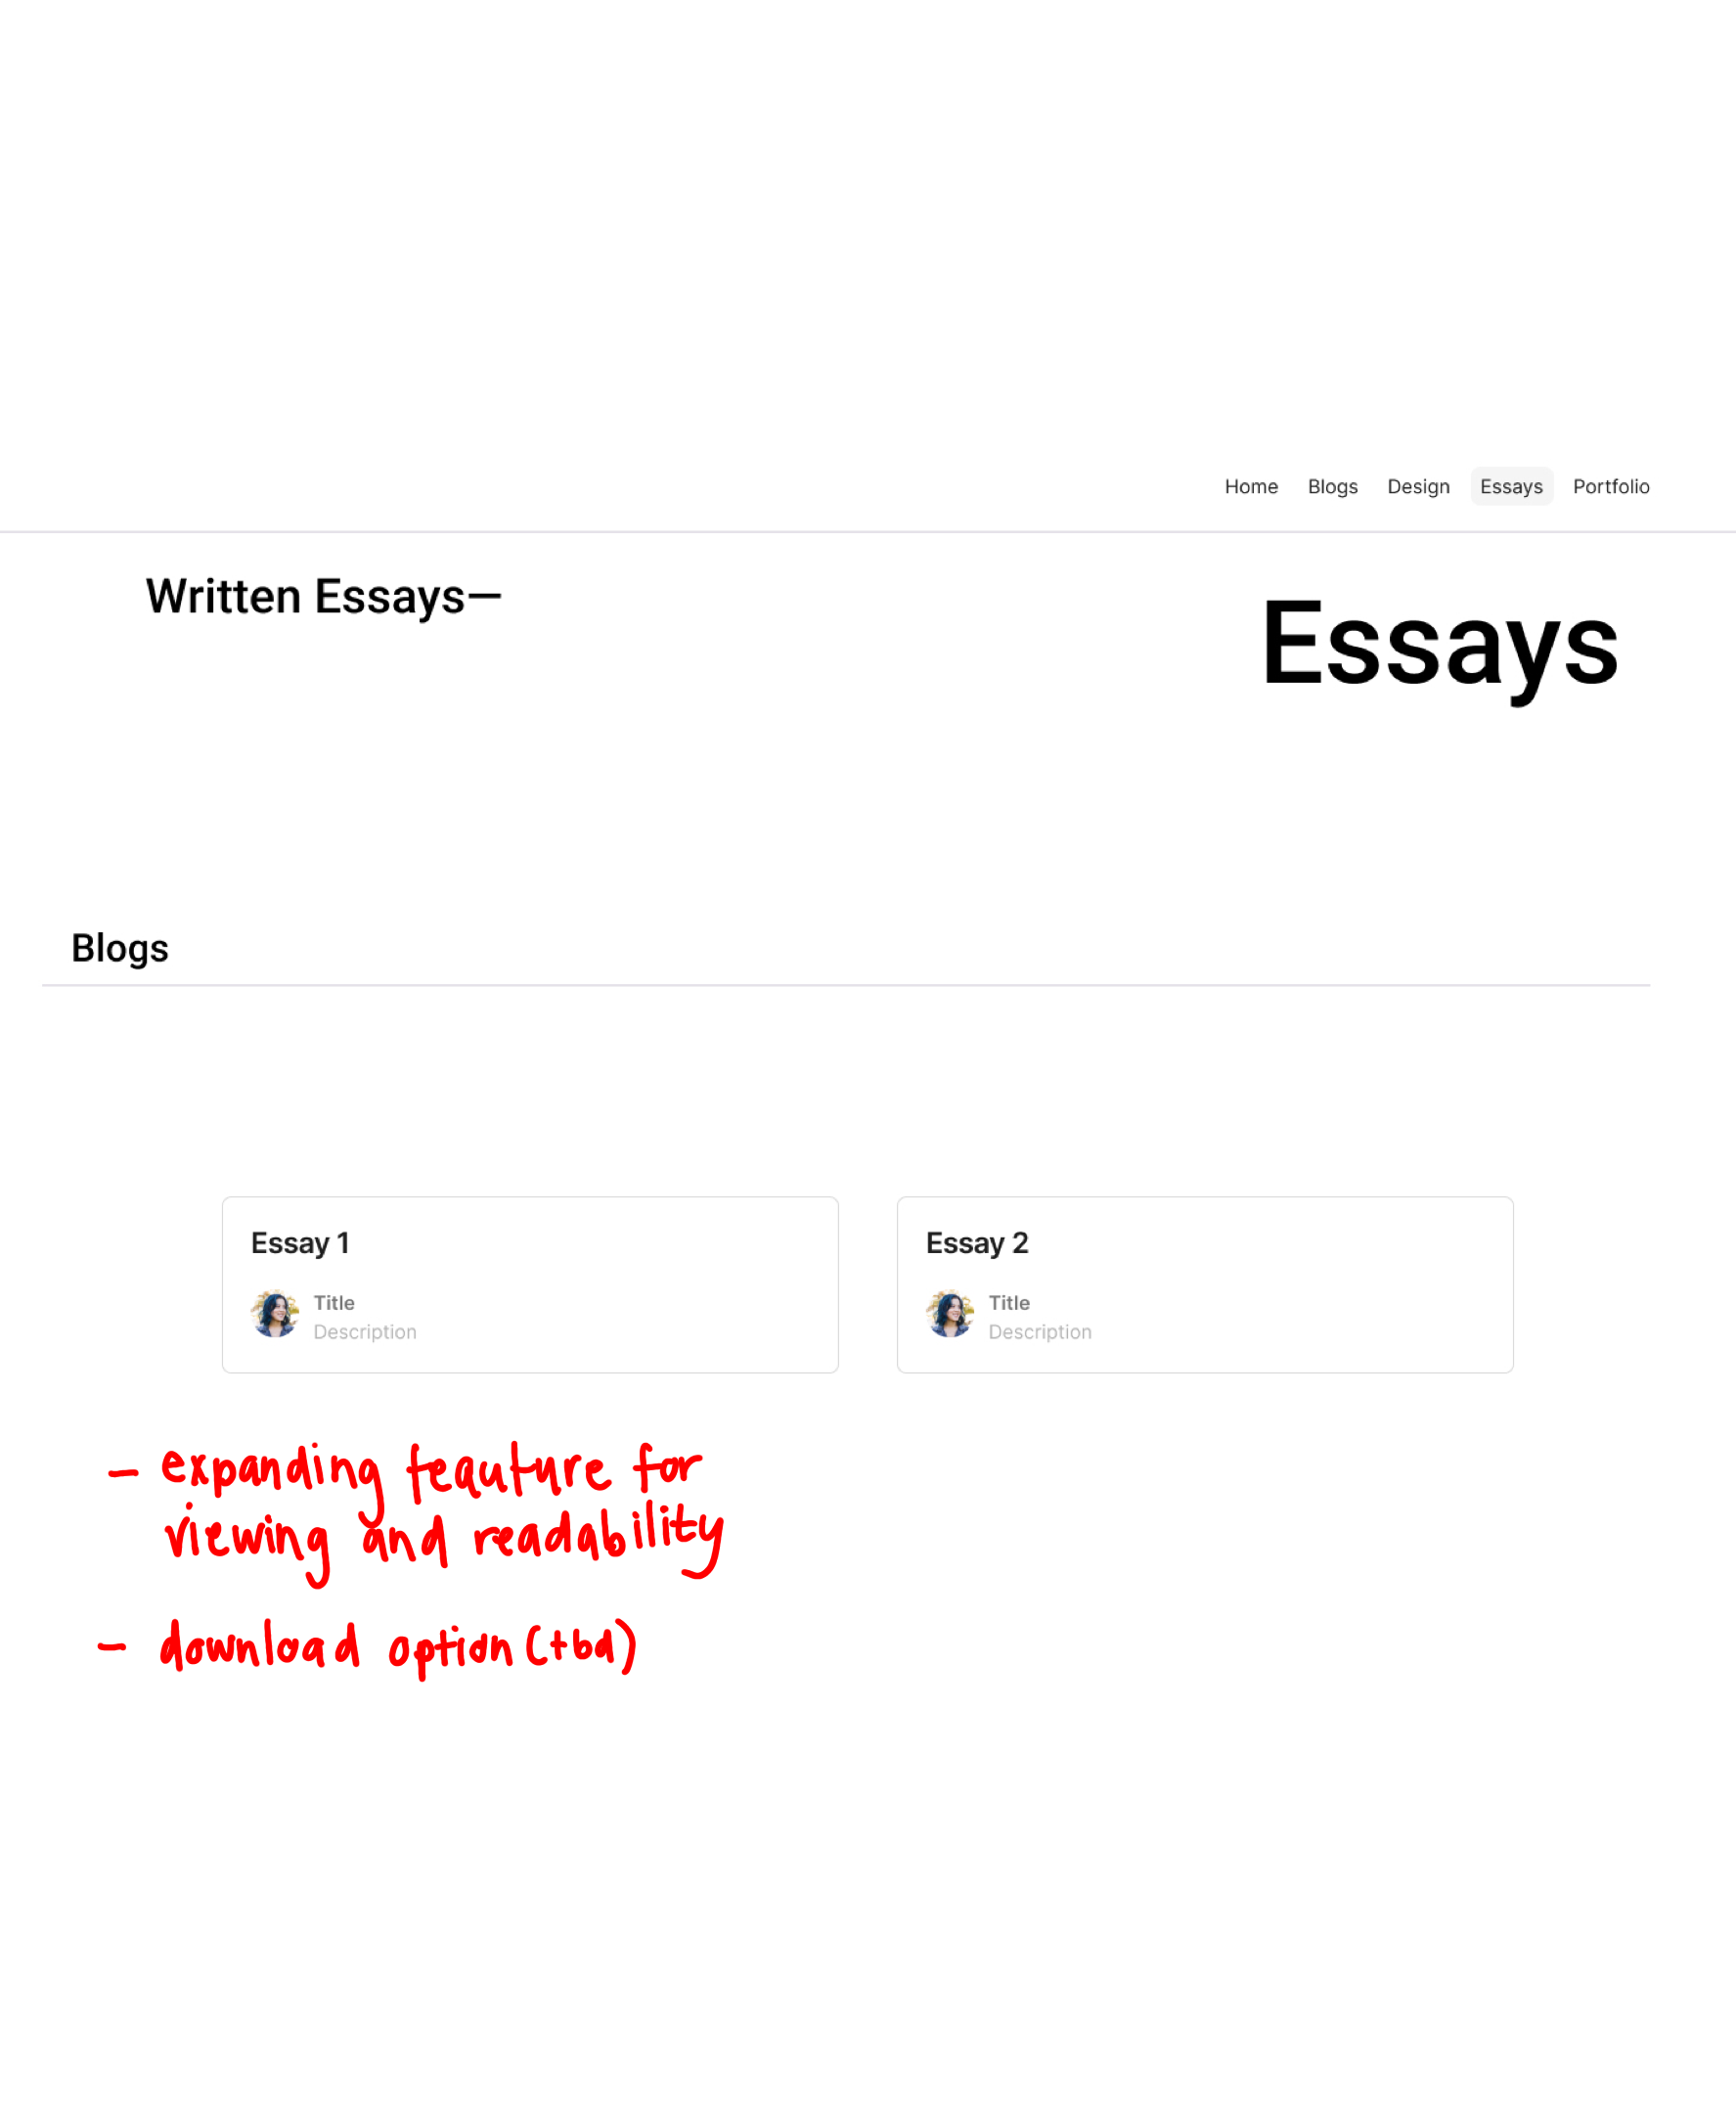 Home Blogs Design Essays Portfolio
Written Essays—
Essays
Blogs
Essay 1
Title
Description
Essay 2
Title
Description
- expanding feauture for
viewing and readability
- download option (tbd)